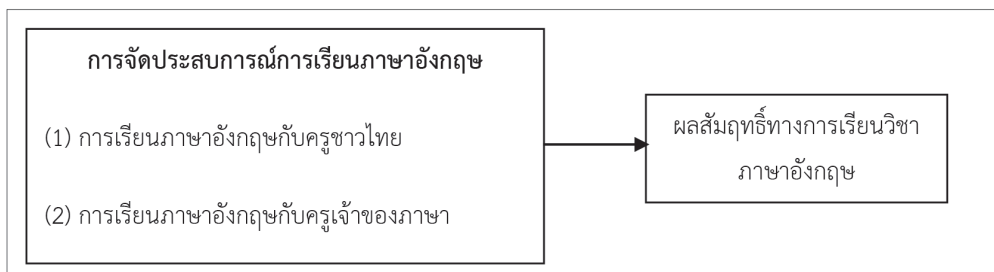 การจัดประสบการณ์การเรียนภาษาอังกฤษ
(1) การเรียนภาษาอังกฤษกับครูชาวไทย
(2) การเรียนภาษาอังกฤษกับครูเจ้าของภาษา
ผลสัมฤทธิ์ทางการเรียนวิชา
ภาษาอังกฤษ